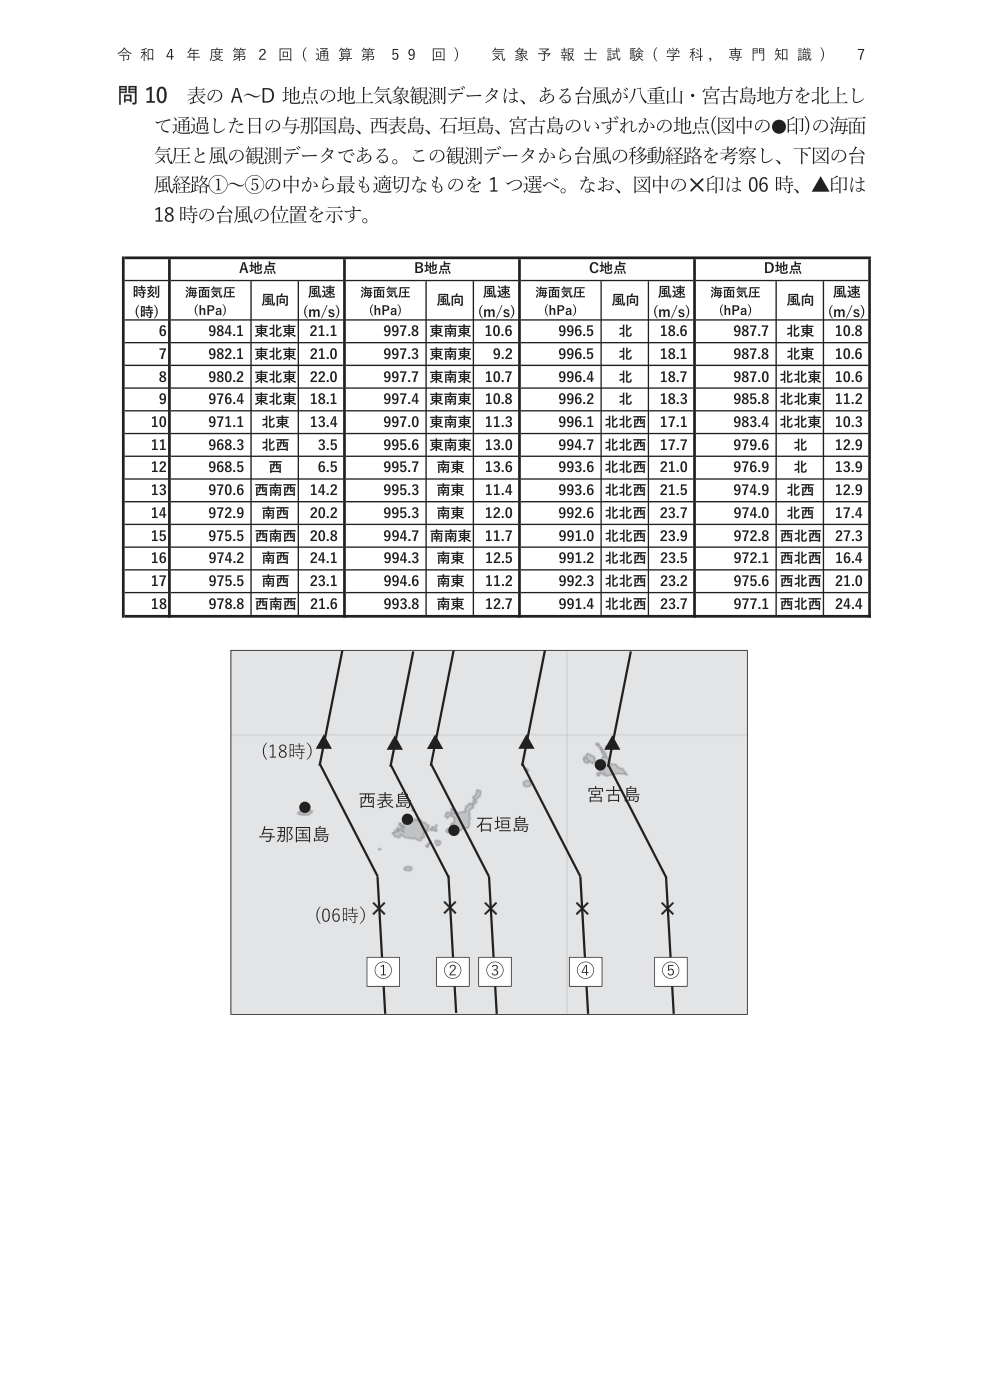 令和4年度第2回(通算第 59 回)　気象予報士試験(学科,専門知識)　7
問 10　表の A～D 地点の地上気象観測データは、ある台風が八重山・宮古島地方を北上し
て通過した日の与那国島、西表島、石垣島、宮古島のいずれかの地点(図中の●印)の海面
気圧と風の観測データである。この観測データから台風の移動経路を考察し、下図の台
風経路①～⑤の中から最も適切なものを 1 つ選べ。なお、図中の✕印は 06 時、▲印は
18 時の台風の位置を示す。
A地点 B地点 C地点 D地点
時刻(時) 海面気圧(hPa) 風向 風速(m/s) 海面気圧(hPa) 風向 風速(m/s) 海面気圧(hPa) 風向 風速(m/s) 海面気圧(hPa) 風向 風速(m/s)
6 984.1 東北東 21.1 997.8 東南東 10.6 996.5 北 18.6 987.7 北東 10.8
7 982.1 東北東 21.0 997.3 東南東 9.2 996.5 北 18.1 987.8 北東 10.6
8 980.2 東北東 22.0 997.7 東南東 10.7 996.4 北 18.7 987.0 北北東 10.6
9 976.4 東北東 18.1 997.4 東南東 10.8 996.2 北 18.3 985.8 北北東 11.2
10 971.1 北東 13.4 997.0 東南東 11.3 996.1 北北西 17.1 983.4 北北東 10.3
11 968.3 北西 3.5 995.6 東南東 13.0 994.7 北北西 17.7 979.6 北 12.9
12 968.5 西 6.5 995.7 南東 13.6 993.6 北北西 21.0 976.9 北 13.9
13 970.6 西南西 14.2 995.3 南東 11.4 993.6 北北西 21.5 974.9 北西 12.9
14 972.9 南西 20.2 995.3 南東 12.0 992.6 北北西 23.7 974.0 北西 17.4
15 975.5 西南西 20.8 994.7 南南東 11.7 991.0 北北西 23.9 972.8 西北西 27.3
16 974.2 南西 24.1 994.3 南東 12.5 991.2 北北西 23.5 972.1 西北西 16.4
17 975.5 南西 23.1 994.6 南東 11.2 992.3 北北西 23.2 975.6 西北西 21.0
18 978.8 西南西 21.6 993.8 南東 12.7 991.4 北北西 23.7 977.1 西北西 24.4
(18時)
宮古島
西表島
石垣島
与那国島
(06時)
① ② ③ ④ ⑤